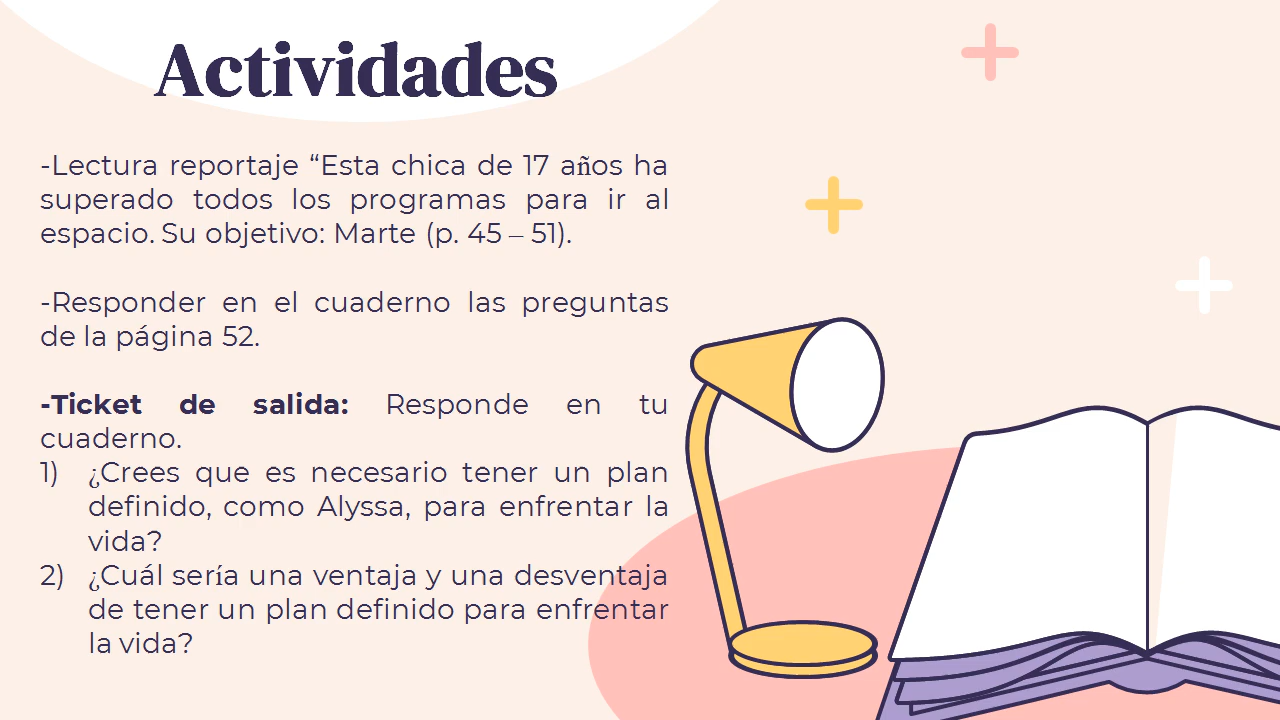 Actividades
-Lectura reportaje “Esta chica de 17 años ha
superado todos los programas para ir al
espacio. Su objetivo: Marte (p. 45 – 51).
-Responder en el cuaderno las preguntas
de la página 52.
-Ticket de salida: Responde en tu
cuaderno.
1) ¿Crees que es necesario tener un plan
definido, como Alyssa, para enfrentar la
vida?
2) ¿Cuál sería una ventaja y una desventaja
de tener un plan definido para enfrentar
la vida?